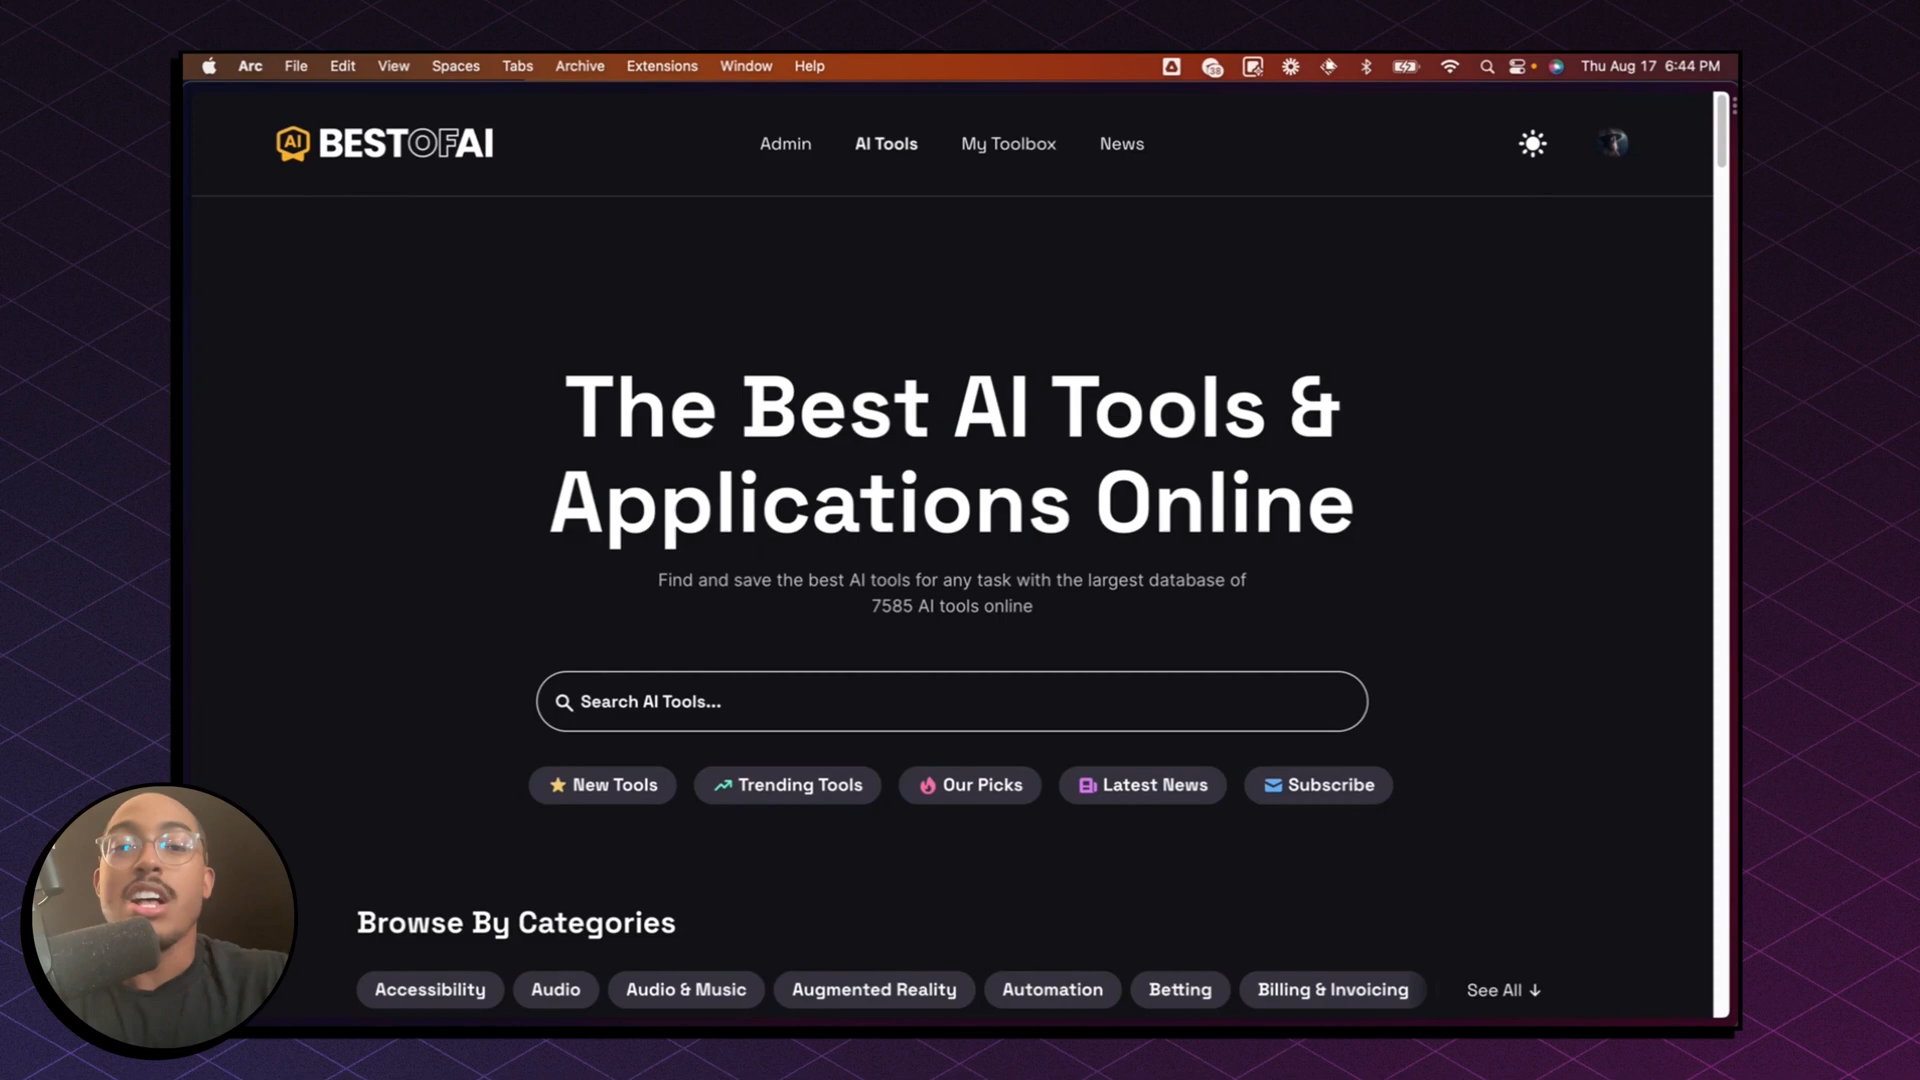 Arc File Edit View Spaces Tabs Archive Extensions Window Help
38
Thu Aug 17 6:44 PM
AI BESTOFAI
Admin AI Tools My Toolbox News
The Best AI Tools &
Applications Online
Find and save the best AI tools for any task with the largest database of
7585 AI tools online
Search AI Tools...
New Tools Trending Tools Our Picks Latest News Subscribe
Browse By Categories
Accessibility Audio Audio & Music Augmented Reality Automation Betting Billing & Invoicing See All ↓